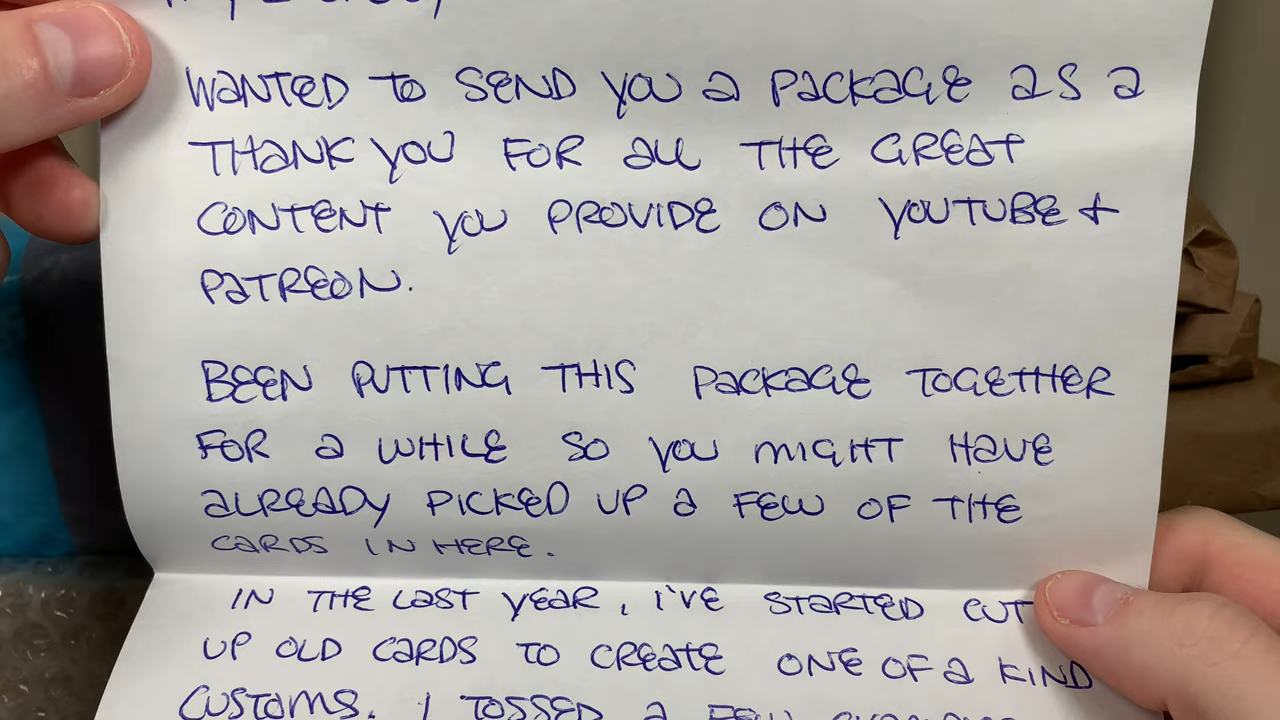 WANTED TO SEND YOU A PACKAGE AS A
THANK YOU FOR ALL THE GREAT
CONTENT YOU PROVIDE ON YOUTUBE +
PATREON.
BEEN PUTTING THIS PACKAGE TOGETHER
FOR A WHILE SO YOU MIGHT HAVE
ALREADY PICKED UP A FEW OF THE
CARDS IN HERE.
IN THE LAST YEAR, I'VE STARTED CUT
UP OLD CARDS TO CREATE ONE OF A KIND
CUSTOMS. I TOSSED A FEW